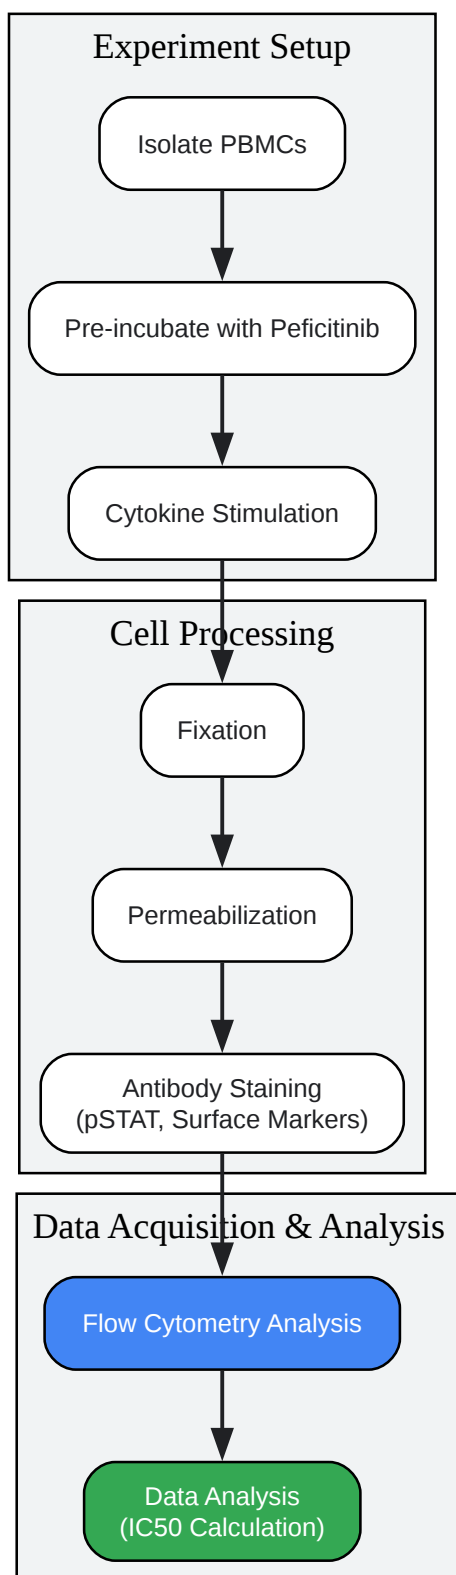 Experiment Setup
Isolate PBMCs
Pre-incubate with Peficitinib
Cytokine Stimulation
Cell Processing
Fixation
Permeabilization
Antibody Staining
(pSTAT, Surface Markers)
Data Acquisition & Analysis
Flow Cytometry Analysis
Data Analysis
(IC50 Calculation)